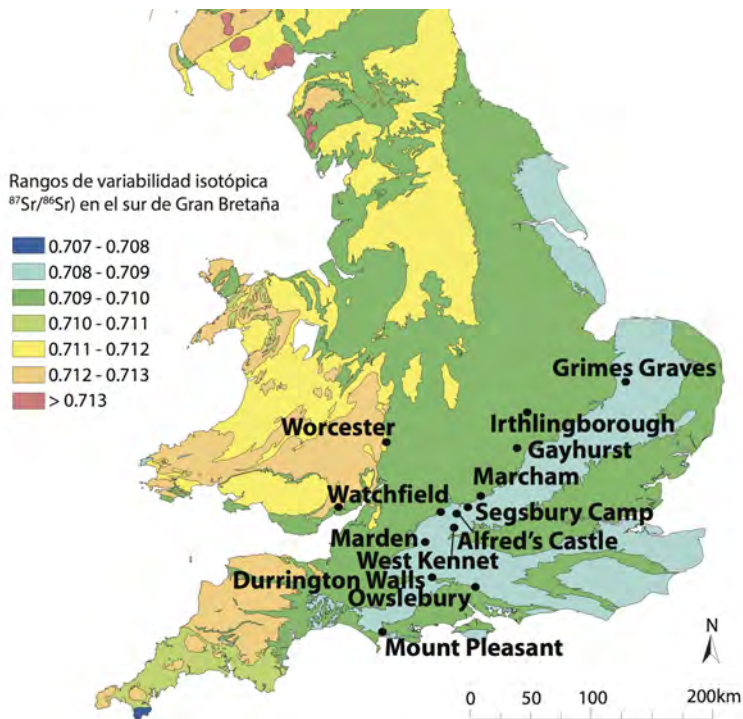 Rangos de variabilidad isotópica
⁸⁷Sr/⁸⁶Sr) en el sur de Gran Bretaña
0.707 - 0.708
0.708 - 0.709
0.709 - 0.710
0.710 - 0.711
0.711 - 0.712
0.712 - 0.713
> 0.713
Grimes Graves
Irthlingborough
Worcester
Gayhurst
Marcham
Watchfield
Segsbury Camp
Marden
Alfred's Castle
West Kennet
Durrington Walls
Owslebury
Mount Pleasant
N
0 50 100 200km